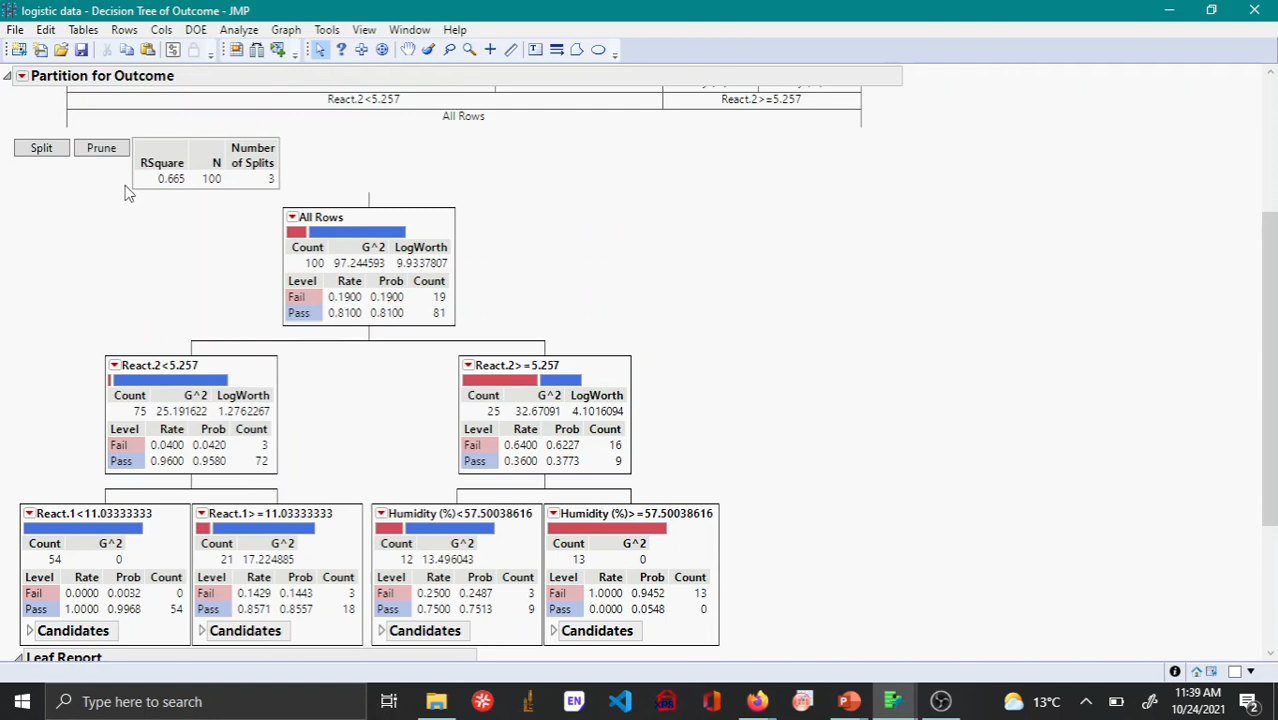 logistic data - Decision Tree of Outcome - JMP
File Edit Tables Rows Cols DOE Analyze Graph Tools View Window Help
Partition for Outcome
React.2<5.257 React.2>=5.257
All Rows
Split Prune
Number
RSquare N of Splits
0.665 100 3
All Rows
Count G^2 LogWorth
100 97.244593 9.9337807
Level Rate Prob Count
Fail 0.1900 0.1900 19
Pass 0.8100 0.8100 81
React.2<5.257 React.2>=5.257
Count G^2 LogWorth Count G^2 LogWorth
75 25.191622 1.2762267 25 32.67091 4.1016094
Level Rate Prob Count Level Rate Prob Count
Fail 0.0400 0.0420 3 Fail 0.6400 0.6227 16
Pass 0.9600 0.9580 72 Pass 0.3600 0.3773 9
React.1<11.03333333 React.1>=11.03333333 Humidity (%)<57.50038616 Humidity (%)>=57.50038616
Count G^2 Count G^2 Count G^2 Count G^2
54 0 21 17.224885 12 13.496043 13 0
Level Rate Prob Count Level Rate Prob Count Level Rate Prob Count Level Rate Prob Count
Fail 0.0000 0.0032 0 Fail 0.1429 0.1443 3 Fail 0.2500 0.2487 3 Fail 1.0000 0.9452 13
Pass 1.0000 0.9968 54 Pass 0.8571 0.8557 18 Pass 0.7500 0.7513 9 Pass 0.0000 0.0548 0
Candidates Candidates Candidates Candidates
Leaf Report
Type here to search EN 13°C 11:39 AM
10/24/2021 2